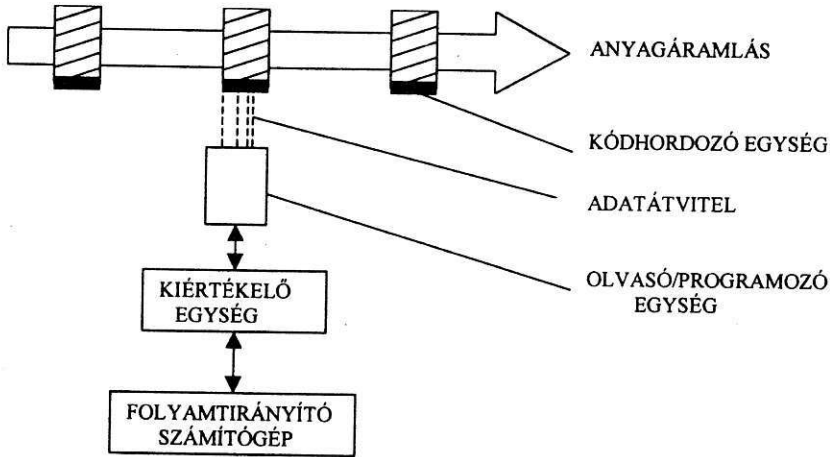 ANYAGÁRAMLÁS
KÓDHORDOZÓ EGYSÉG
ADATÁTVITEL
OLVASÓ/PROGRAMOZÓ
EGYSÉG
KIÉRTÉKELŐ
EGYSÉG
FOLYAMTIRÁNYÍTÓ
SZÁMÍTÓGÉP